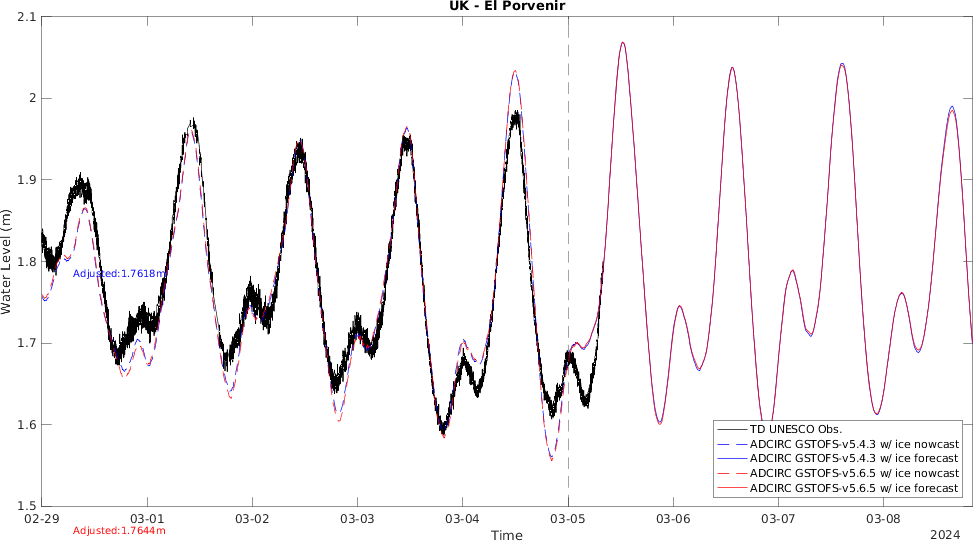 UK - El Porvenir
2.1
2
1.9
1.8
1.7
1.6
1.5
Water Level (m)
Adjusted:1.7618m
TD UNESCO Obs.
ADCIRC GSTOFS-v5.4.3 w/ ice nowcast
ADCIRC GSTOFS-v5.4.3 w/ ice forecast
ADCIRC GSTOFS-v5.6.5 w/ ice nowcast
ADCIRC GSTOFS-v5.6.5 w/ ice forecast
02-29 03-01 03-02 03-03 03-04 03-05 03-06 03-07 03-08
Adjusted:1.7644m
Time
2024